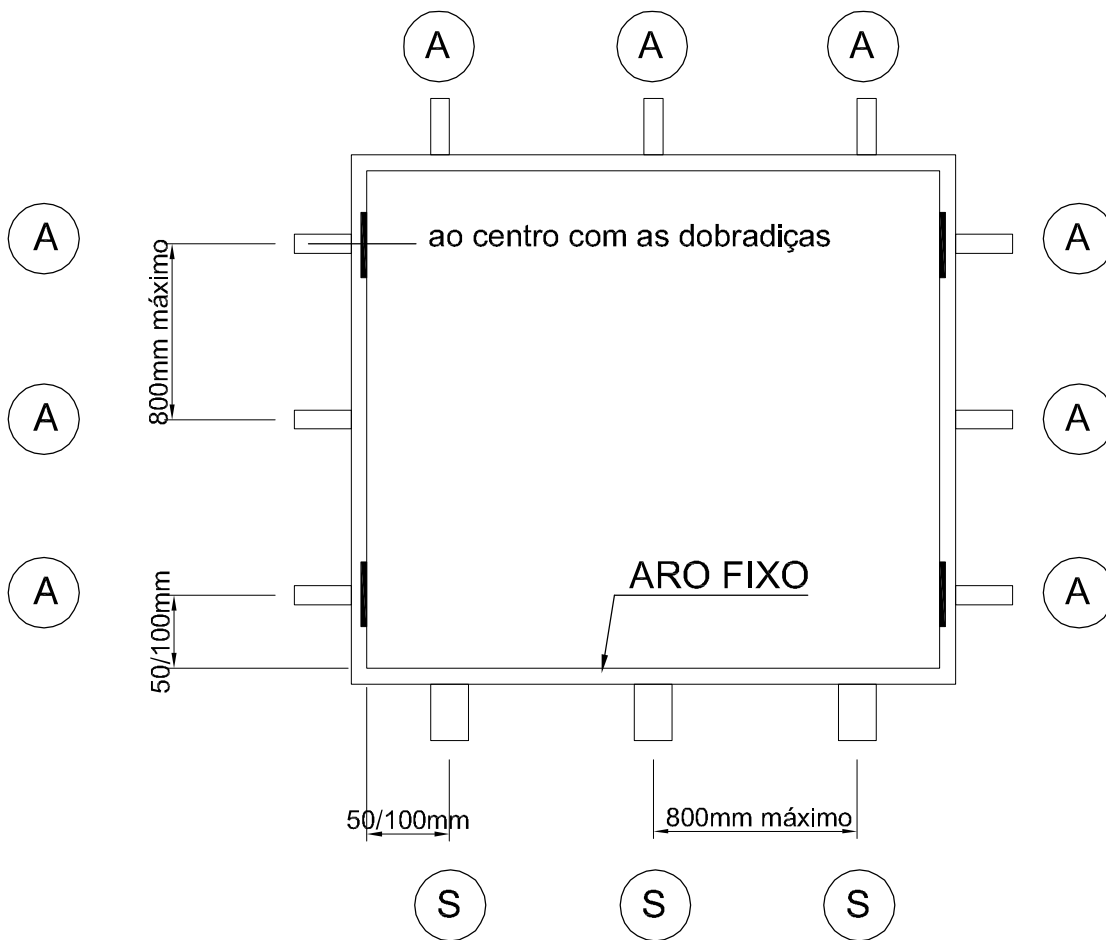 A A A
A ao centro com as dobradiças A
800mm máximo
A A
A ARO FIXO A
50/100mm
50/100mm 800mm máximo
S S S